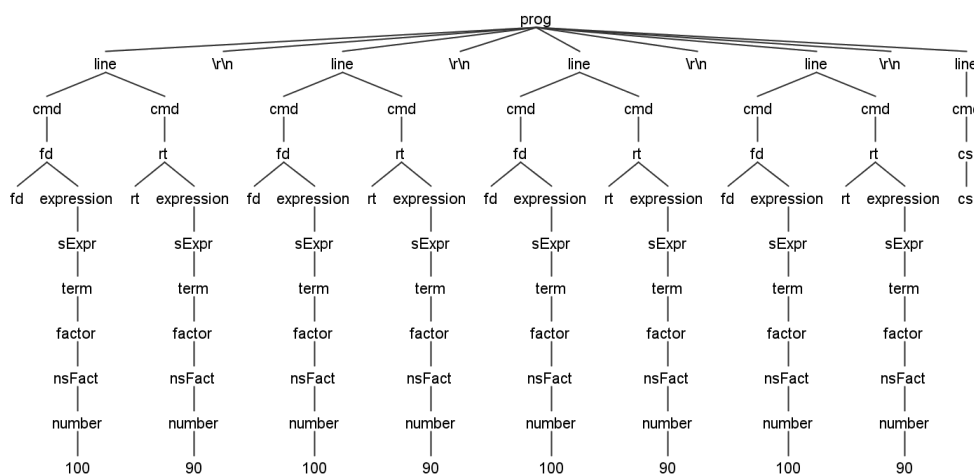 prog
line \r\n line \r\n line \r\n line \r\n line
cmd cmd cmd cmd cmd cmd cmd cmd cm
fd rt fd rt fd rt fd rt cs
fd expression rt expression fd expression rt expression fd expression rt expression fd expression rt expression cs
sExpr sExpr sExpr sExpr sExpr sExpr sExpr sExpr
term term term term term term term term
factor factor factor factor factor factor factor factor
nsFact nsFact nsFact nsFact nsFact nsFact nsFact nsFact
number number number number number number number number
100 90 100 90 100 90 100 90